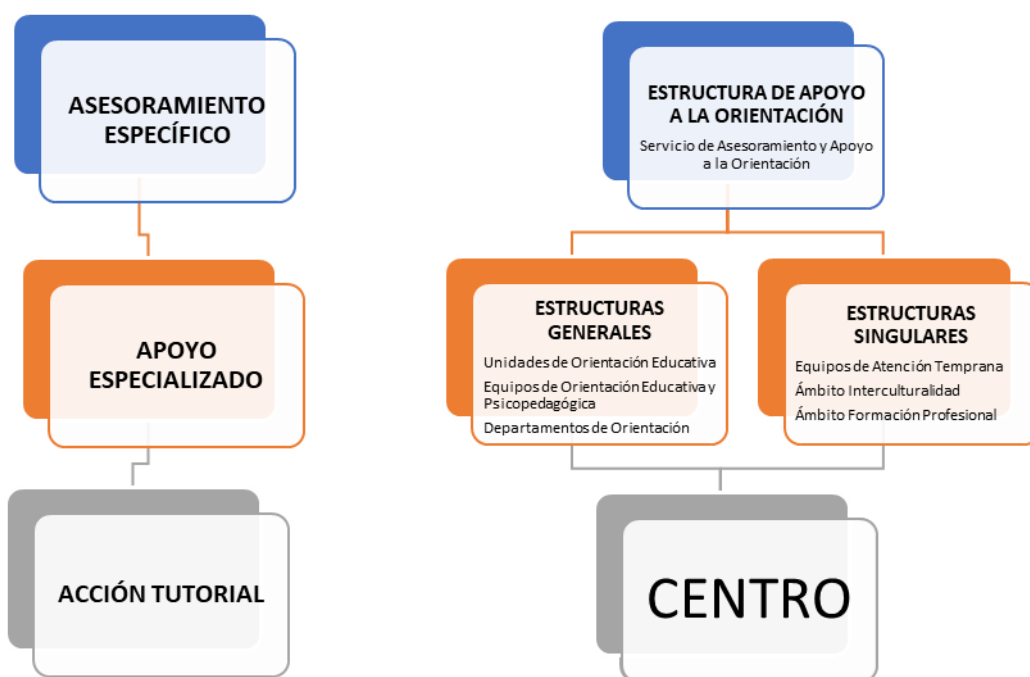 ASESORAMIENTO
ESPECÍFICO
APOYO
ESPECIALIZADO
ACCIÓN TUTORIAL
ESTRUCTURA DE APOYO
A LA ORIENTACIÓN
Servicio de Asesoramiento y Apoyo
a la Orientación
ESTRUCTURAS
GENERALES
Unidades de Orientación Educativa
Equipos de Orientación Educativa y
Psicopedagógica
Departamentos de Orientación
ESTRUCTURAS
SINGULARES
Equipos de Atención Temprana
Ámbito Interculturalidad
Ámbito Formación Profesional
CENTRO